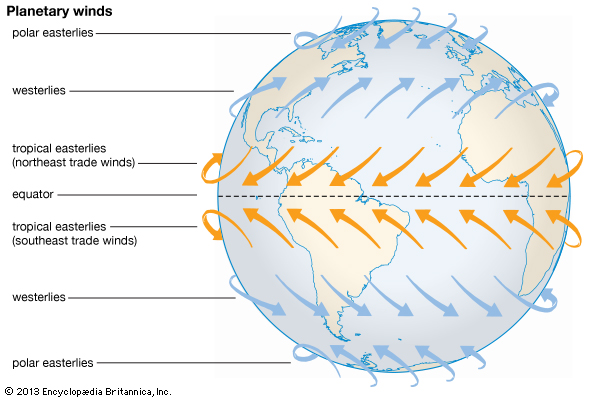 Planetary winds
polar easterlies
westerlies
tropical easterlies
(northeast trade winds)
equator
tropical easterlies
(southeast trade winds)
westerlies
polar easterlies
© 2013 Encyclopædia Britannica, Inc.